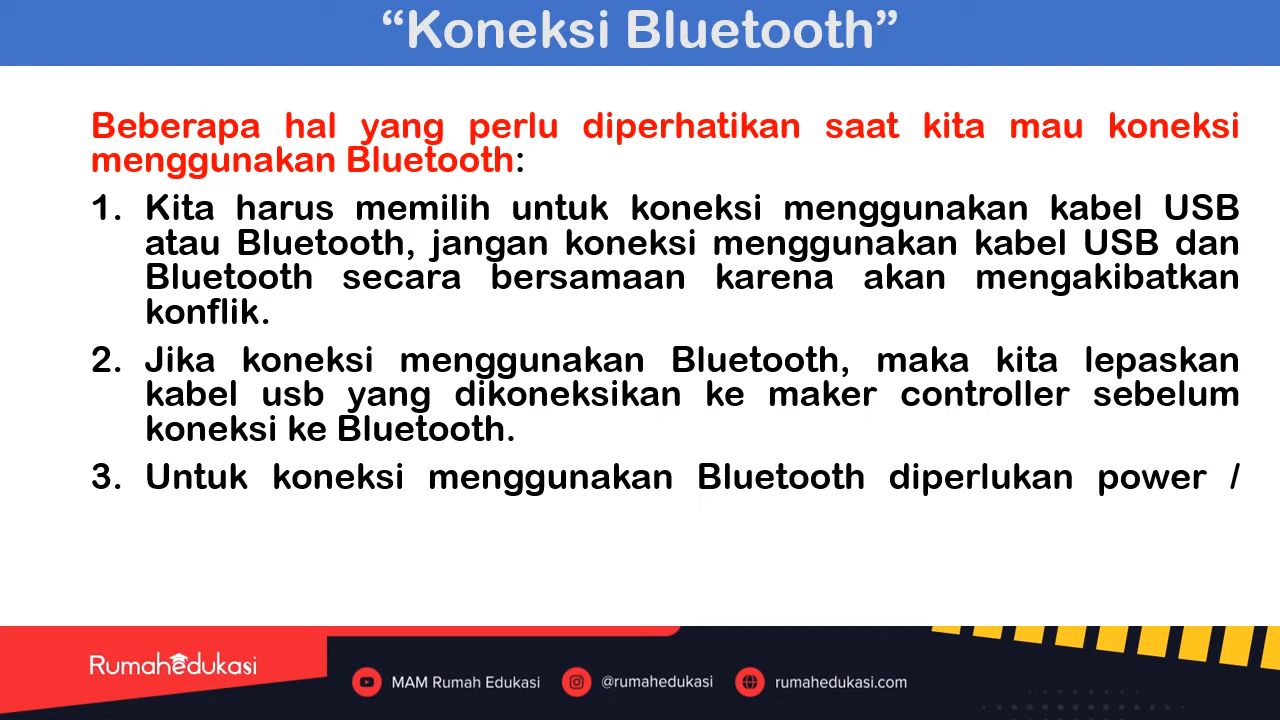 “Koneksi Bluetooth”
Beberapa hal yang perlu diperhatikan saat kita mau koneksi
menggunakan Bluetooth:
1. Kita harus memilih untuk koneksi menggunakan kabel USB
atau Bluetooth, jangan koneksi menggunakan kabel USB dan
Bluetooth secara bersamaan karena akan mengakibatkan
konflik.
2. Jika koneksi menggunakan Bluetooth, maka kita lepaskan
kabel usb yang dikoneksikan ke maker controller sebelum
koneksi ke Bluetooth.
3. Untuk koneksi menggunakan Bluetooth diperlukan power /
Rumahedukasi
MAM Rumah Edukasi
@rumahedukasi
rumahedukasi.com